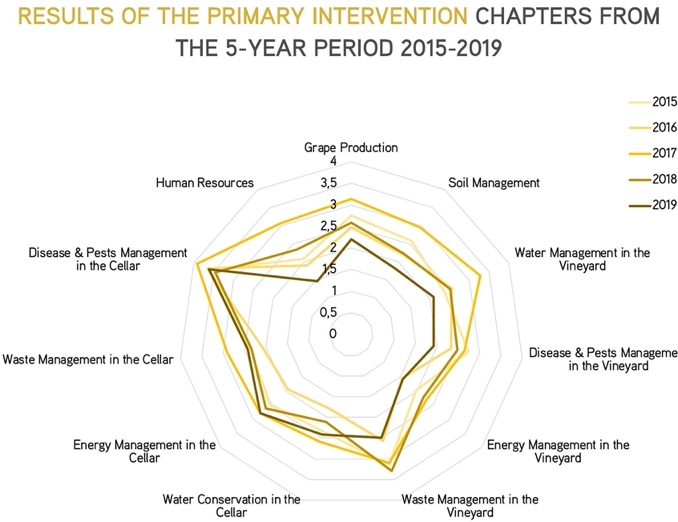 RESULTS OF THE PRIMARY INTERVENTION CHAPTERS FROM
THE 5-YEAR PERIOD 2015-2019
2015
2016
2017
2018
2019
Grape Production
Soil Management
Water Management in the
Vineyard
Disease & Pests Manageme
in the Vineyard
Energy Management in the
Vineyard
Waste Management in the
Vineyard
Water Conservation in the
Cellar
Energy Management in the
Cellar
Waste Management in the Cellar
Disease & Pests Management
in the Cellar
Human Resources
4
3,5
3
2,5
2
1,5
1
0,5
0